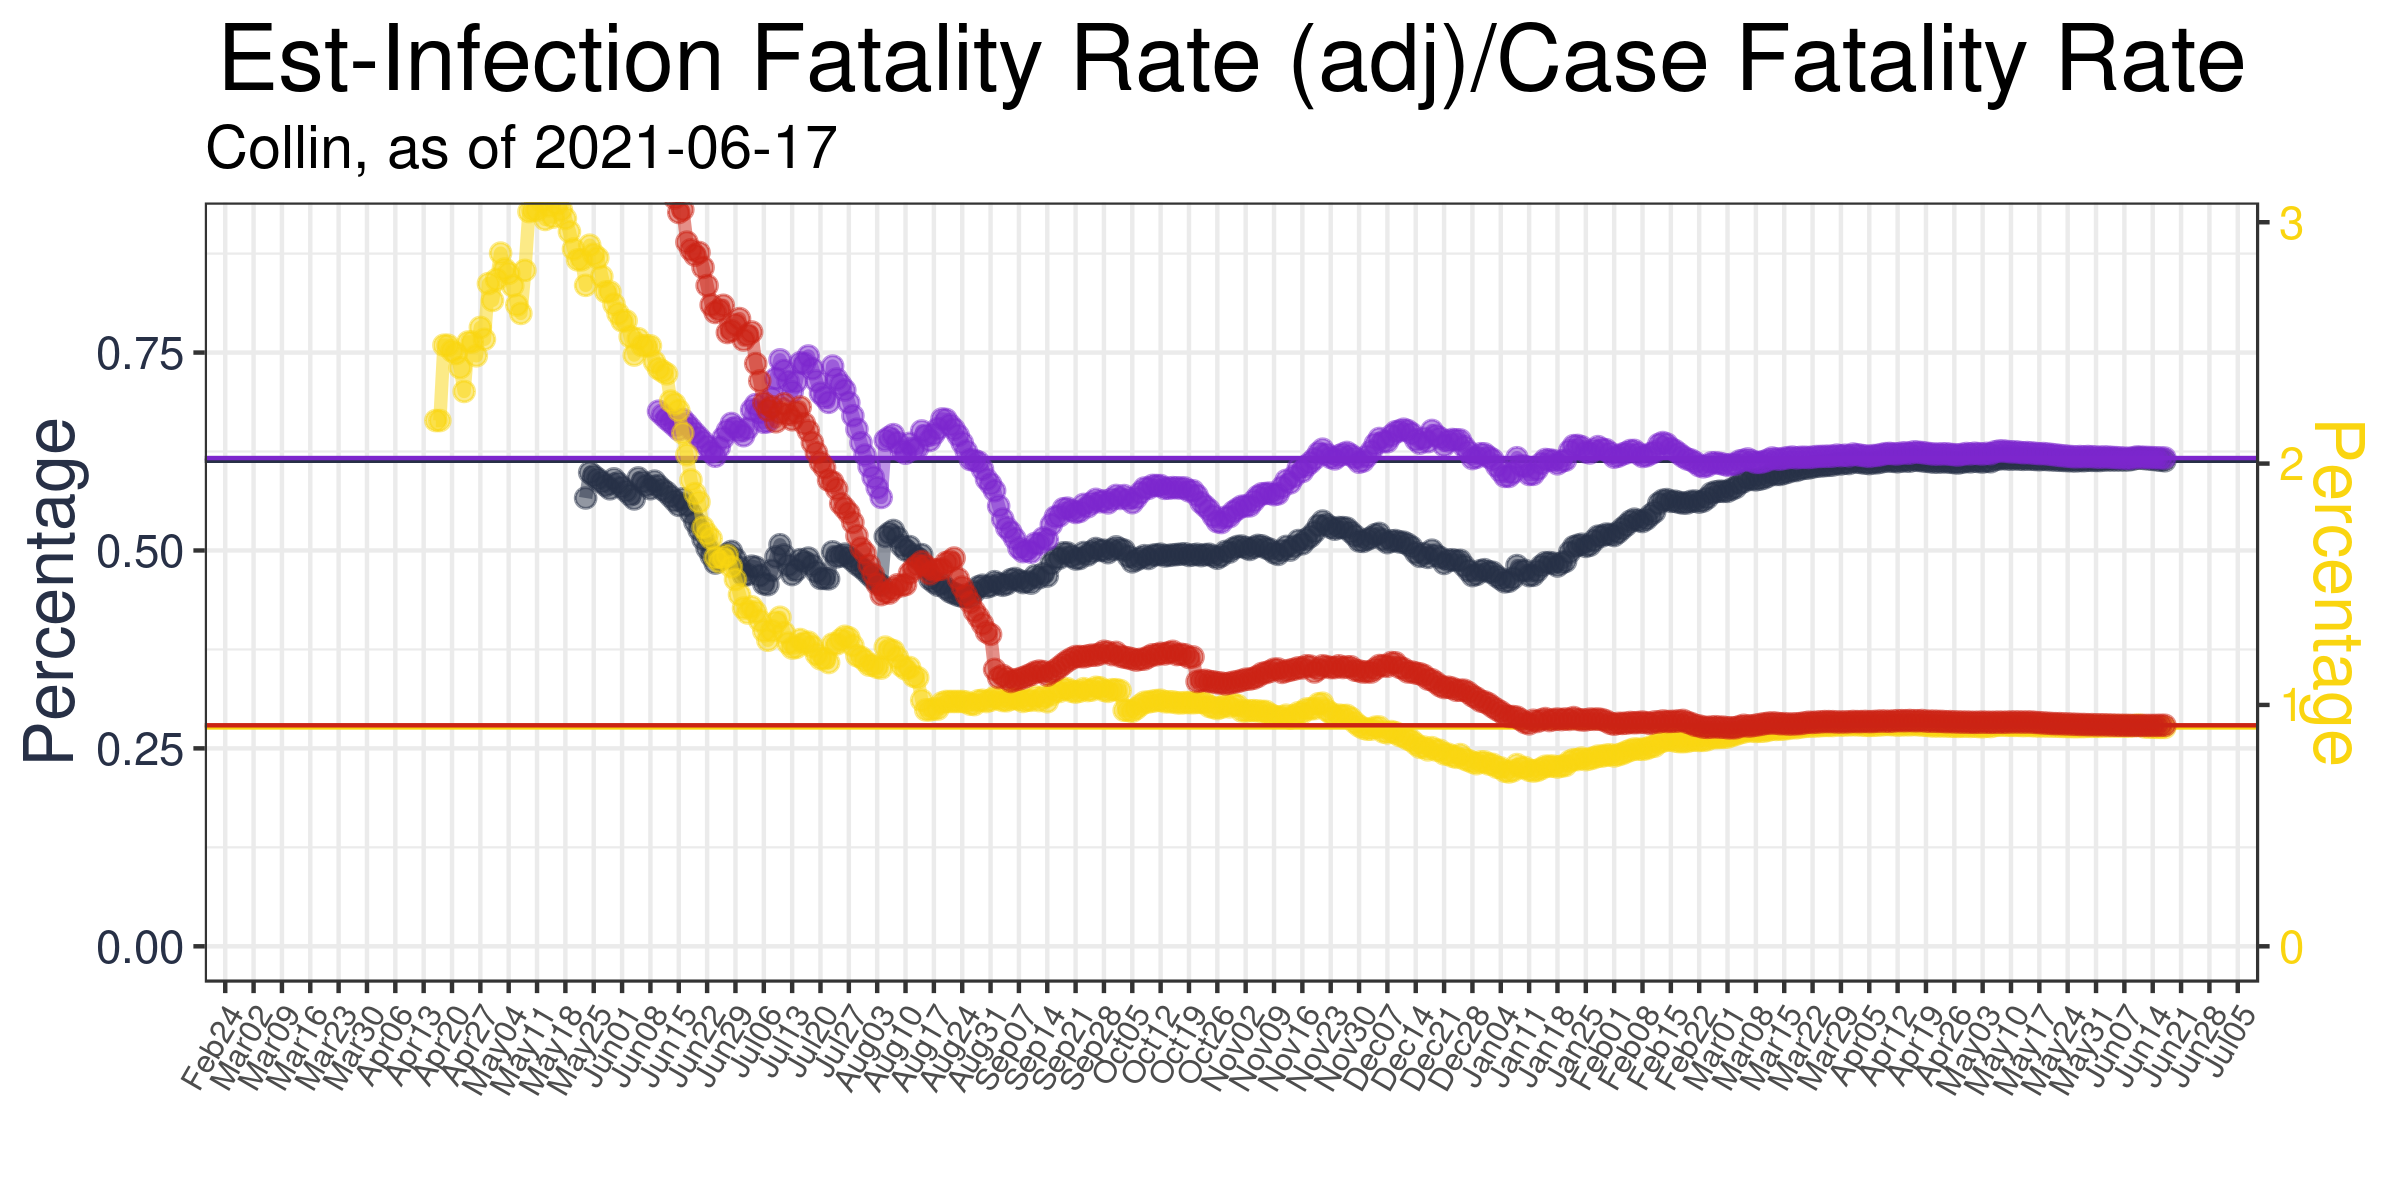 Est-Infection Fatality Rate (adj)/Case Fatality Rate
Collin, as of 2021-06-17
Percentage
0.75
0.50
0.25
0.00
3
2
1
0
Percentage
Feb24
Mar02
Mar09
Mar16
Mar23
Mar30
Apr06
Apr13
Apr20
Apr27
May04
May11
May18
May25
Jun01
Jun08
Jun15
Jun22
Jun29
Jul06
Jul13
Jul20
Jul27
Aug03
Aug10
Aug17
Aug24
Aug31
Sep07
Sep14
Sep21
Sep28
Oct05
Oct12
Oct19
Oct26
Nov02
Nov09
Nov16
Nov23
Nov30
Dec07
Dec14
Dec21
Dec28
Jan04
Jan11
Jan18
Jan25
Feb01
Feb08
Feb15
Feb22
Mar01
Mar08
Mar15
Mar22
Mar29
Apr05
Apr12
Apr19
Apr26
May03
May10
May17
May24
May31
Jun07
Jun14
Jun21
Jun28
Jul05